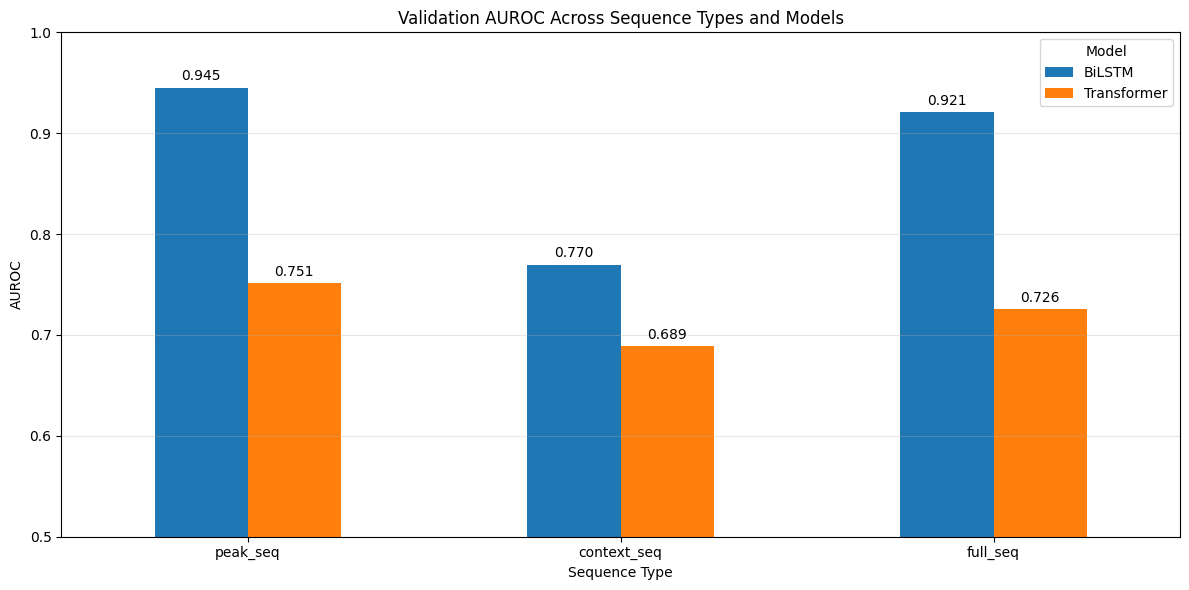 Validation AUROC Across Sequence Types and Models
Model
BiLSTM
Transformer
1.0
0.9
0.8
0.7
0.6
0.5
AUROC
0.945
0.751
0.770
0.689
0.921
0.726
peak_seq
context_seq
full_seq
Sequence Type